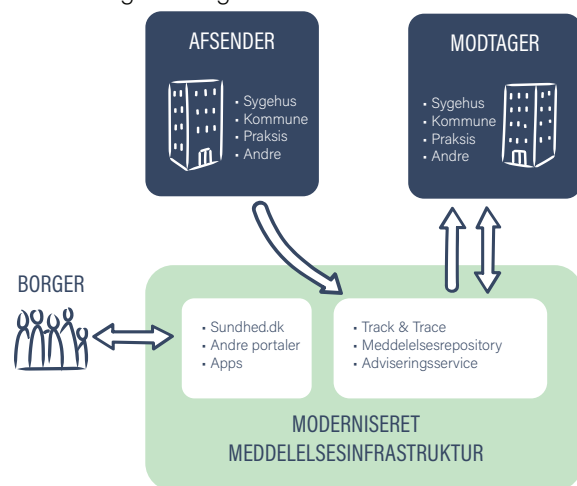 AFSENDER
• Sygehus
• Kommune
• Praksis
• Andre
MODTAGER
• Sygehus
• Kommune
• Praksis
• Andre
BORGER
• Sundhed.dk
• Andre portaler
• Apps
• Track & Trace
• Meddelelsesrepository
• Adviseringsservice
MODERNISERET
MEDDELELSESINFRASTRUKTUR